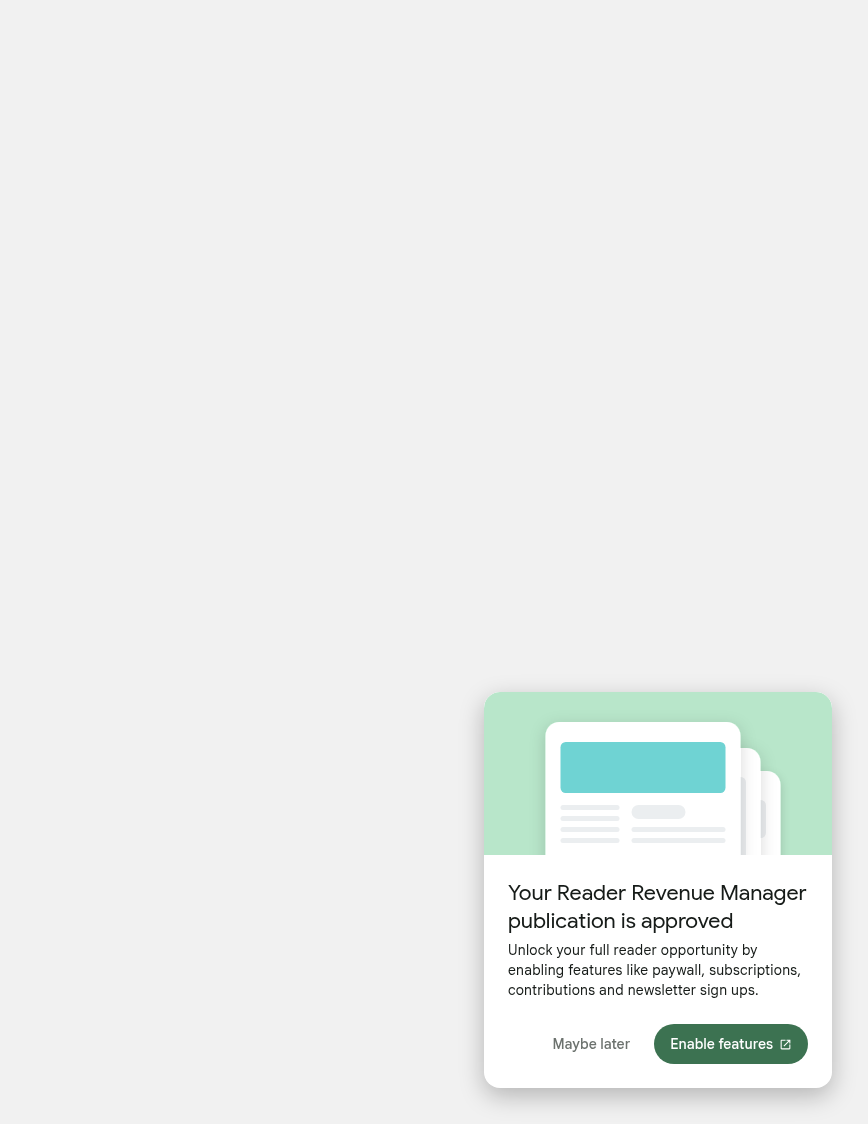 Your Reader Revenue Manager
publication is approved
Unlock your full reader opportunity by
enabling features like paywall, subscriptions,
contributions and newsletter sign ups.
Maybe later
Enable features